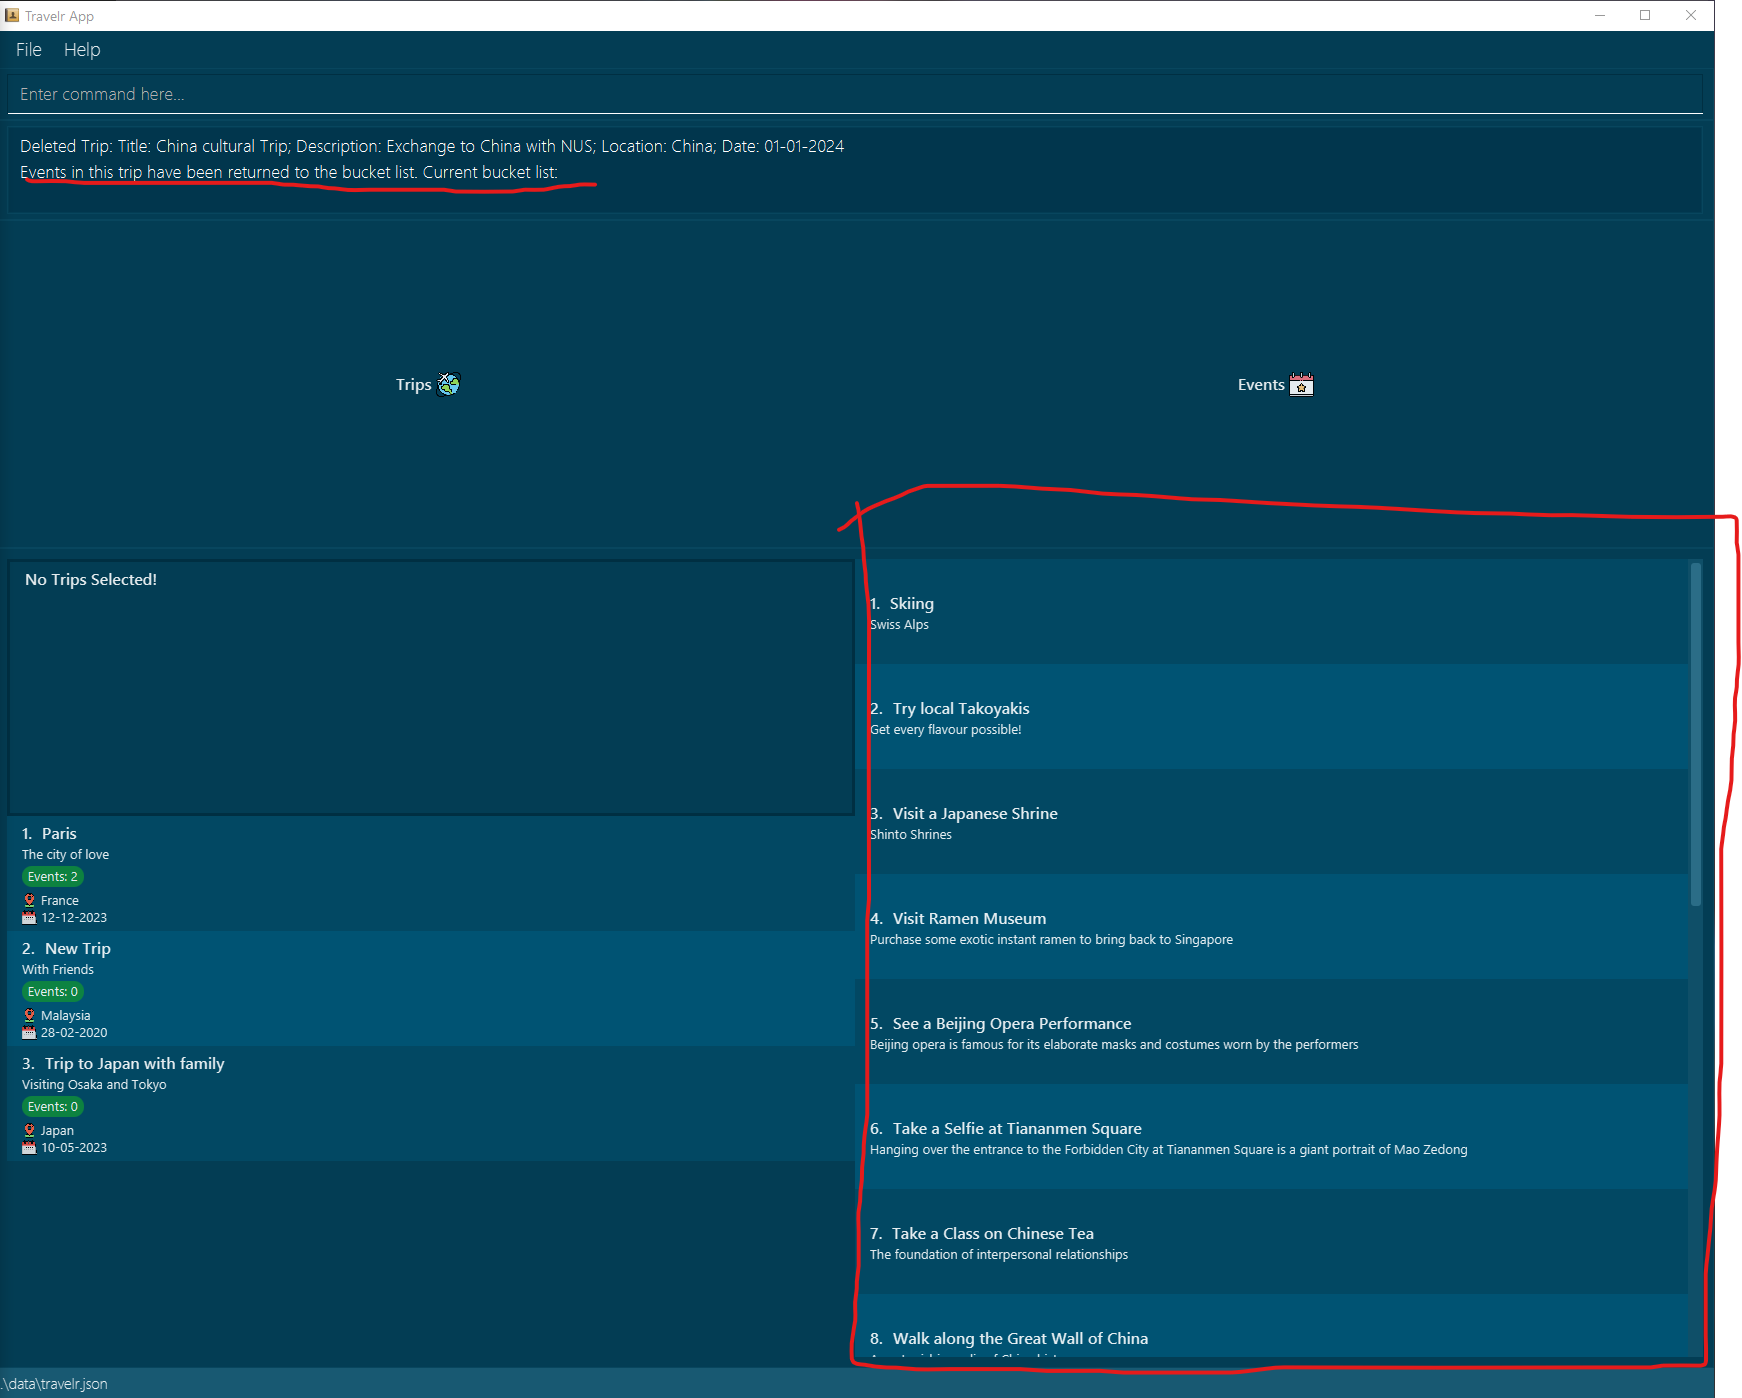 Travelr App
File Help
Enter command here...
Deleted Trip: Title: China cultural Trip; Description: Exchange to China with NUS; Location: China; Date: 01-01-2024
Events in this trip have been returned to the bucket list. Current bucket list:
Trips
Events
No Trips Selected!
1. Paris
The city of love
Events: 2
France
12-12-2023
2. New Trip
With Friends
Events: 0
Malaysia
28-02-2020
3. Trip to Japan with family
Visiting Osaka and Tokyo
Events: 0
Japan
10-05-2023
1. Skiing
Swiss Alps
2. Try local Takoyakis
Get every flavour possible!
3. Visit a Japanese Shrine
Shinto Shrines
4. Visit Ramen Museum
Purchase some exotic instant ramen to bring back to Singapore
5. See a Beijing Opera Performance
Beijing opera is famous for its elaborate masks and costumes worn by the performers
6. Take a Selfie at Tiananmen Square
Hanging over the entrance to the Forbidden City at Tiananmen Square is a giant portrait of Mao Zedong
7. Take a Class on Chinese Tea
The foundation of interpersonal relationships
8. Walk along the Great Wall of China
.\data\travelr.json